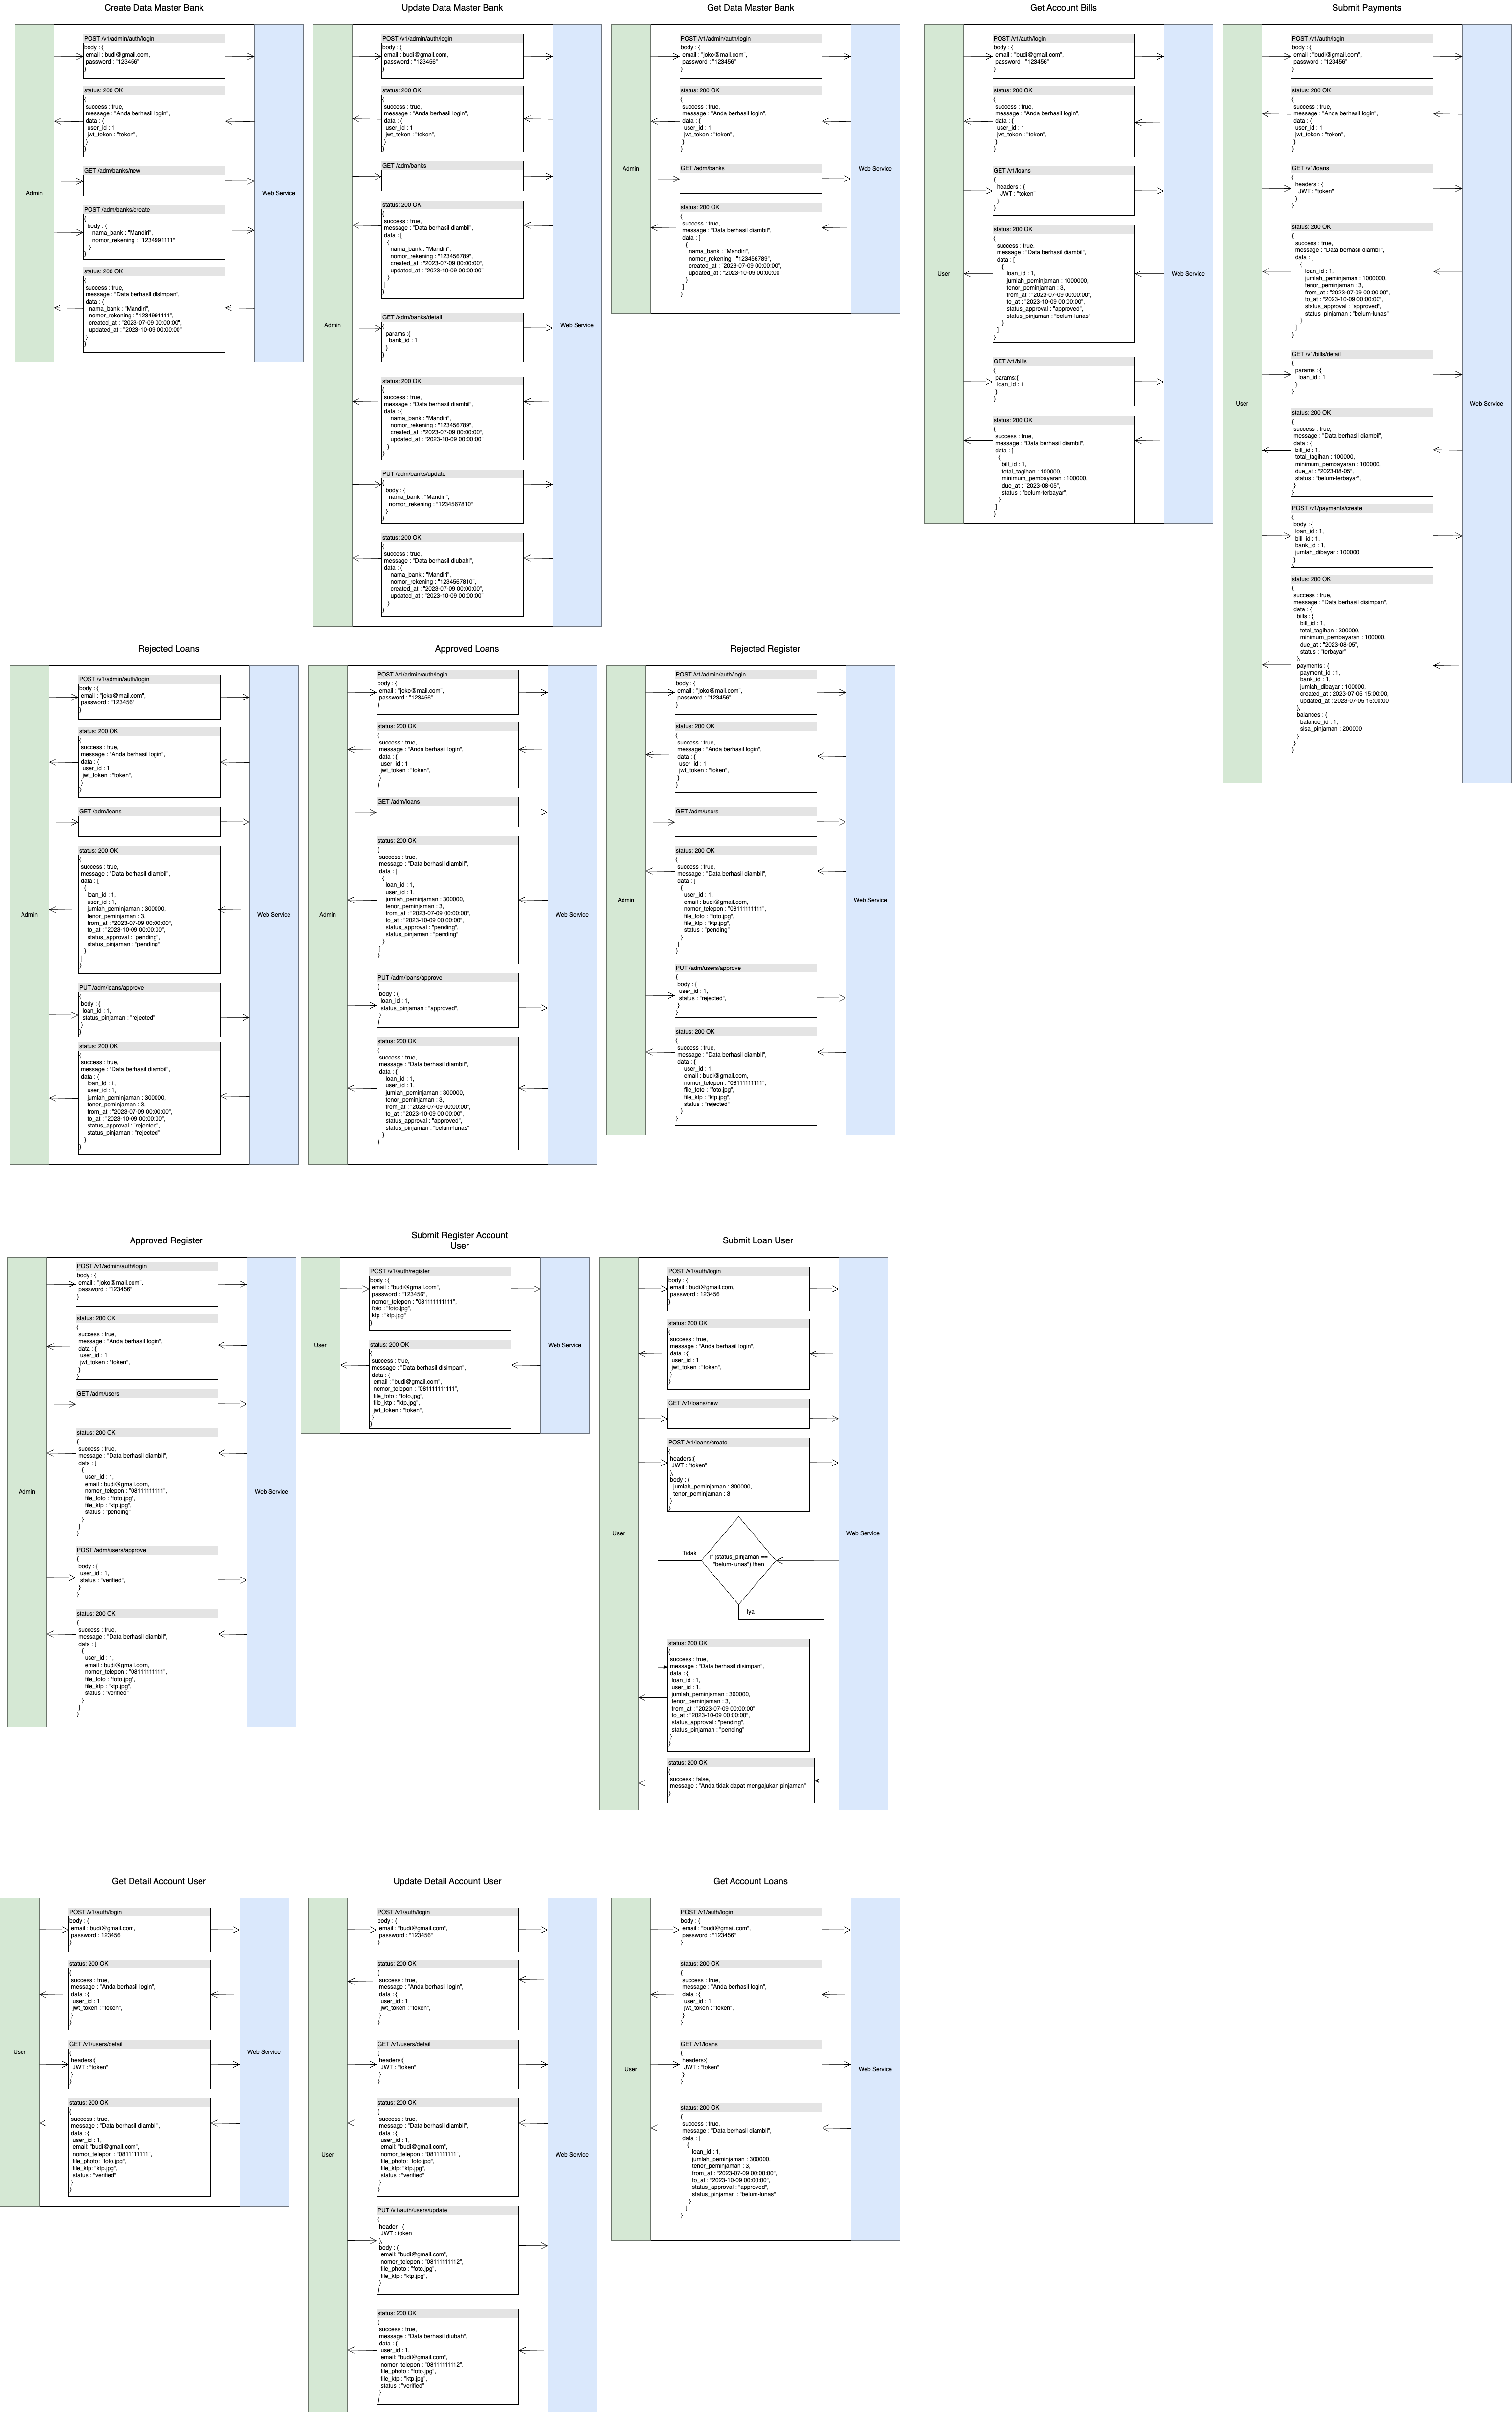 Create Data Master Bank
Admin
Web Service
POST /v1/admin/auth/login
body : {
email : budi@gmail.com,
password : "123456"
}
status: 200 OK
{
success : true,
message : "Anda berhasil login",
data : {
user_id : 1
jwt_token : "token",
}
}
GET /adm/banks/new
POST /adm/banks/create
{
body : {
nama_bank : "Mandiri",
nomor_rekening : "1234991111"
}
}
status: 200 OK
{
success : true,
message : "Data berhasil disimpan",
data : {
nama_bank : "Mandiri",
nomor_rekening : "1234991111",
created_at : "2023-07-09 00:00:00",
updated_at : "2023-10-09 00:00:00"
}
}
Update Data Master Bank
Admin
Web Service
POST /v1/admin/auth/login
body : {
email : budi@gmail.com,
password : "123456"
}
status: 200 OK
{
success : true,
message : "Anda berhasil login",
data : {
user_id : 1
jwt_token : "token",
}
}
GET /adm/banks
status: 200 OK
{
success : true,
message : "Data berhasil diambil",
data : [
{
nama_bank : "Mandiri",
nomor_rekening : "123456789",
created_at : "2023-07-09 00:00:00",
updated_at : "2023-10-09 00:00:00"
}
]
}
GET /adm/banks/detail
{
params :{
bank_id : 1
}
}
status: 200 OK
{
success : true,
message : "Data berhasil diambil",
data : {
nama_bank : "Mandiri",
nomor_rekening : "123456789",
created_at : "2023-07-09 00:00:00",
updated_at : "2023-10-09 00:00:00"
}
}
PUT /adm/banks/update
{
body : {
nama_bank : "Mandiri",
nomor_rekening : "1234567810"
}
}
status: 200 OK
{
success : true,
message : "Data berhasil diubahl",
data : {
nama_bank : "Mandiri",
nomor_rekening : "1234567810",
created_at : "2023-07-09 00:00:00",
updated_at : "2023-10-09 00:00:00"
}
}
Get Data Master Bank
Admin
Web Service
POST /v1/admin/auth/login
body : {
email : "joko@mail.com",
password : "123456"
}
status: 200 OK
{
success : true,
message : "Anda berhasil login",
data : {
user_id : 1
jwt_token : "token",
}
}
GET /adm/banks
status: 200 OK
{
success : true,
message : "Data berhasil diambil",
data : [
{
nama_bank : "Mandiri",
nomor_rekening : "123456789",
created_at : "2023-07-09 00:00:00",
updated_at : "2023-10-09 00:00:00"
}
]
}
Get Account Bills
User
Web Service
POST /v1/auth/login
body : {
email : "budi@gmail.com",
password : "123456"
}
status: 200 OK
{
success : true,
message : "Anda berhasil login",
data : {
user_id : 1
jwt_token : "token",
}
}
GET /v1/loans
{
headers : {
JWT : "token"
}
}
status: 200 OK
{
success : true,
message : "Data berhasil diambil",
data : [
{
loan_id : 1,
jumlah_peminjaman : 1000000,
tenor_peminjaman : 3,
from_at : "2023-07-09 00:00:00",
to_at : "2023-10-09 00:00:00",
status_approval : "approved",
status_pinjaman : "belum-lunas"
}
]
}
GET /v1/bills
{
params:{
loan_id : 1
}
}
status: 200 OK
{
success : true,
message : "Data berhasil diambil",
data : [
{
bill_id : 1,
total_tagihan : 100000,
minimum_pembayaran : 100000,
due_at : "2023-08-05",
status : "belum-terbayar",
}
]
}
Submit Payments
User
Web Service
POST /v1/auth/login
body : {
email : "budi@gmail.com",
password : "123456"
}
status: 200 OK
{
success : true,
message : "Anda berhasil login",
data : {
user_id : 1
jwt_token : "token",
}
}
GET /v1/loans
{
headers : {
JWT : "token"
}
}
status: 200 OK
{
success : true,
message : "Data berhasil diambil",
data : [
{
loan_id : 1,
jumlah_peminjaman : 1000000,
tenor_peminjaman : 3,
from_at : "2023-07-09 00:00:00",
to_at : "2023-10-09 00:00:00",
status_approval : "approved",
status_pinjaman : "belum-lunas"
}
]
}
GET /v1/bills/detail
{
params : {
loan_id : 1
}
}
status: 200 OK
{
success : true,
message : "Data berhasil diambil",
data : {
bill_id : 1,
total_tagihan : 100000,
minimum_pembayaran : 100000,
due_at : "2023-08-05",
status : "belum-terbayar",
}
}
POST /v1/payments/create
{
body : {
loan_id : 1,
bill_id : 1,
bank_id : 1,
jumlah_dibayar : 100000
}
}
status: 200 OK
{
success : true,
message : "Data berhasil disimpan",
data : {
bills : {
bill_id : 1,
total_tagihan : 300000,
minimum_pembayaran : 100000,
due_at : "2023-08-05",
status : "terbayar"
},
payments : {
payment_id : 1,
bank_id : 1,
jumlah_dibayar : 100000,
created_at : 2023-07-05 15:00:00,
updated_at : 2023-07-05 15:00:00
},
balances : {
balance_id : 1,
sisa_pinjaman : 200000
}
}
}
Rejected Loans
Admin
Web Service
POST /v1/admin/auth/login
body : {
email : "joko@mail.com",
password : "123456"
}
status: 200 OK
{
success : true,
message : "Anda berhasil login",
data : {
user_id : 1
jwt_token : "token",
}
}
GET /adm/loans
status: 200 OK
{
success : true,
message : "Data berhasil diambil",
data : [
{
loan_id : 1,
user_id : 1,
jumlah_peminjaman : 300000,
tenor_peminjaman : 3,
from_at : "2023-07-09 00:00:00",
to_at : "2023-10-09 00:00:00",
status_approval : "pending",
status_pinjaman : "pending"
}
]
}
PUT /adm/loans/approve
{
body : {
loan_id : 1,
status_pinjaman : "rejected",
}
}
status: 200 OK
{
success : true,
message : "Data berhasil diambil",
data : {
loan_id : 1,
user_id : 1,
jumlah_peminjaman : 300000,
tenor_peminjaman : 3,
from_at : "2023-07-09 00:00:00",
to_at : "2023-10-09 00:00:00",
status_approval : "rejected",
status_pinjaman : "rejected"
}
}
Approved Loans
Admin
Web Service
POST /v1/admin/auth/login
body : {
email : "joko@mail.com",
password : "123456"
}
status: 200 OK
{
success : true,
message : "Anda berhasil login",
data : {
user_id : 1
jwt_token : "token",
}
}
GET /adm/loans
status: 200 OK
{
success : true,
message : "Data berhasil diambil",
data : [
{
loan_id : 1,
user_id : 1,
jumlah_peminjaman : 300000,
tenor_peminjaman : 3,
from_at : "2023-07-09 00:00:00",
to_at : "2023-10-09 00:00:00",
status_approval : "pending",
status_pinjaman : "pending"
}
]
}
PUT /adm/loans/approve
{
body : {
loan_id : 1,
status_pinjaman : "approved",
}
}
status: 200 OK
{
success : true,
message : "Data berhasil diambil",
data : {
loan_id : 1,
user_id : 1,
jumlah_peminjaman : 300000,
tenor_peminjaman : 3,
from_at : "2023-07-09 00:00:00",
to_at : "2023-10-09 00:00:00",
status_approval : "approved",
status_pinjaman : "belum-lunas"
}
}
Rejected Register
Admin
Web Service
POST /v1/admin/auth/login
body : {
email : "joko@mail.com",
password : "123456"
}
status: 200 OK
{
success : true,
message : "Anda berhasil login",
data : {
user_id : 1
jwt_token : "token",
}
}
GET /adm/users
status: 200 OK
{
success : true,
message : "Data berhasil diambil",
data : [
{
user_id : 1,
email : budi@gmail.com,
nomor_telepon : "08111111111",
file_foto : "foto.jpg",
file_ktp : "ktp.jpg",
status : "pending"
}
]
}
PUT /adm/users/approve
{
body : {
user_id : 1,
status : "rejected",
}
}
status: 200 OK
{
success : true,
message : "Data berhasil diambil",
data : {
user_id : 1,
email : budi@gmail.com,
nomor_telepon : "08111111111",
file_foto : "foto.jpg",
file_ktp : "ktp.jpg",
status : "rejected"
}
}
Approved Register
Admin
Web Service
POST /v1/admin/auth/login
body : {
email : "joko@mail.com",
password : "123456"
}
status: 200 OK
{
success : true,
message : "Anda berhasil login",
data : {
user_id : 1
jwt_token : "token",
}
}
GET /adm/users
status: 200 OK
{
success : true,
message : "Data berhasil diambil",
data : [
{
user_id : 1,
email : budi@gmail.com,
nomor_telepon : "08111111111",
file_foto : "foto.jpg",
file_ktp : "ktp.jpg",
status : "pending"
}
]
}
POST /adm/users/approve
{
body : {
user_id : 1,
status : "verified",
}
}
status: 200 OK
{
success : true,
message : "Data berhasil diambil",
data : [
{
user_id : 1,
email : budi@gmail.com,
nomor_telepon : "08111111111",
file_foto : "foto.jpg",
file_ktp : "ktp.jpg",
status : "verified"
}
]
}
Submit Register Account
User
User
Web Service
POST /v1/auth/register
body : {
email : "budi@gmail.com",
password : "123456",
nomor_telepon : "081111111111",
foto : "foto.jpg",
ktp : "ktp.jpg"
}
status: 200 OK
{
success : true,
message : "Data berhasil disimpan",
data : {
email : "budi@gmail.com",
nomor_telepon : "081111111111",
file_foto : "foto.jpg",
file_ktp : "ktp.jpg",
jwt_token : "token",
}
}
Submit Loan User
User
Web Service
POST /v1/auth/login
body : {
email : budi@gmail.com,
password : 123456
}
status: 200 OK
{
success : true,
message : "Anda berhasil login",
data : {
user_id : 1
jwt_token : "token",
}
}
GET /v1/loans/new
POST /v1/loans/create
{
headers:{
JWT : "token"
},
body : {
jumlah_peminjaman : 300000,
tenor_peminjaman : 3
}
}
Tidak
If (status_pinjaman ==
"belum-lunas") then
Iya
status: 200 OK
{
success : true,
message : "Data berhasil disimpan",
data : {
loan_id : 1,
user_id : 1,
jumlah_peminjaman : 300000,
tenor_peminjaman : 3,
from_at : "2023-07-09 00:00:00",
to_at : "2023-10-09 00:00:00",
status_approval : "pending",
status_pinjaman : "pending"
}
}
status: 200 OK
{
success : false,
message : "Anda tidak dapat mengajukan pinjaman"
}
Get Detail Account User
User
Web Service
POST /v1/auth/login
body : {
email : budi@gmail.com,
password : 123456
}
status: 200 OK
{
success : true,
message : "Anda berhasil login",
data : {
user_id : 1
jwt_token : "token",
}
}
GET /v1/users/detail
{
headers:{
JWT : "token"
}
}
status: 200 OK
{
success : true,
message : "Data berhasil diambil",
data : {
user_id : 1,
email: "budi@gmail.com",
nomor_telepon : "0811111111",
file_photo: "foto.jpg",
file_ktp: "ktp.jpg",
status : "verified"
}
}
Update Detail Account User
User
Web Service
POST /v1/auth/login
body : {
email : "budi@gmail.com",
password : "123456"
}
status: 200 OK
{
success : true,
message : "Anda berhasil login",
data : {
user_id : 1
jwt_token : "token",
}
}
GET /v1/users/detail
{
headers:{
JWT : "token"
}
}
status: 200 OK
{
success : true,
message : "Data berhasil diambil",
data : {
user_id : 1,
email: "budi@gmail.com",
nomor_telepon : "0811111111",
file_photo: "foto.jpg",
file_ktp: "ktp.jpg",
status : "verified"
}
}
PUT /v1/auth/users/update
{
header : {
JWT : token
},
body : {
email: "budi@gmail.com",
nomor_telepon : "08111111112",
file_photo : "foto.jpg",
file_ktp : "ktp.jpg",
}
}
status: 200 OK
{
success : true,
message : "Data berhasil diubah",
data : {
user_id : 1,
email: "budi@gmail.com",
nomor_telepon : "08111111112",
file_photo : "foto.jpg",
file_ktp : "ktp.jpg",
status : "verified"
}
}
Get Account Loans
User
Web Service
POST /v1/auth/login
body : {
email : "budi@gmail.com",
password : "123456"
}
status: 200 OK
{
success : true,
message : "Anda berhasil login",
data : {
user_id : 1
jwt_token : "token",
}
}
GET /v1/loans
{
headers:{
JWT : "token"
}
}
status: 200 OK
{
success : true,
message : "Data berhasil diambil",
data : [
{
loan_id : 1,
jumlah_peminjaman : 300000,
tenor_peminjaman : 3,
from_at : "2023-07-09 00:00:00",
to_at : "2023-10-09 00:00:00",
status_approval : "approved",
status_pinjaman : "belum-lunas"
}
]
}